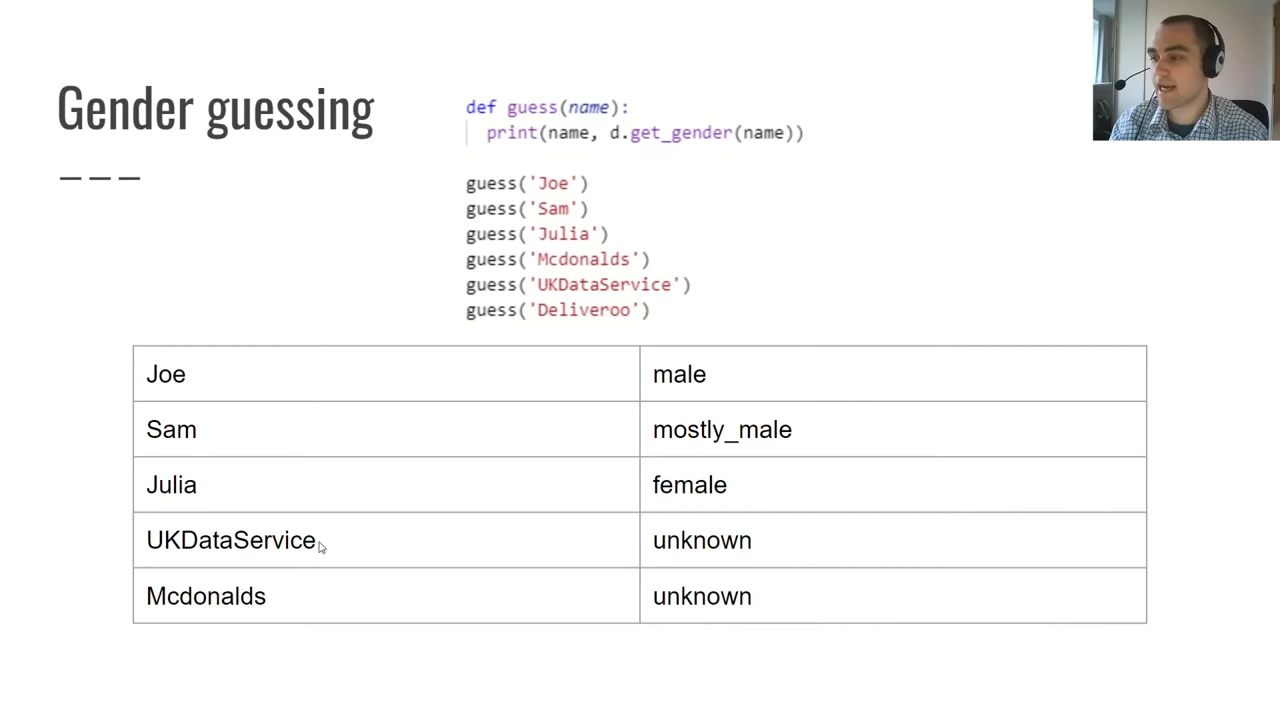 Gender guessing
def guess(name):
print(name, d.get_gender(name))
guess('Joe')
guess('Sam')
guess('Julia')
guess('Mcdonalds')
guess('UKDataService')
guess('Deliveroo')
Joe male
Sam mostly_male
Julia female
UKDataService unknown
Mcdonalds unknown